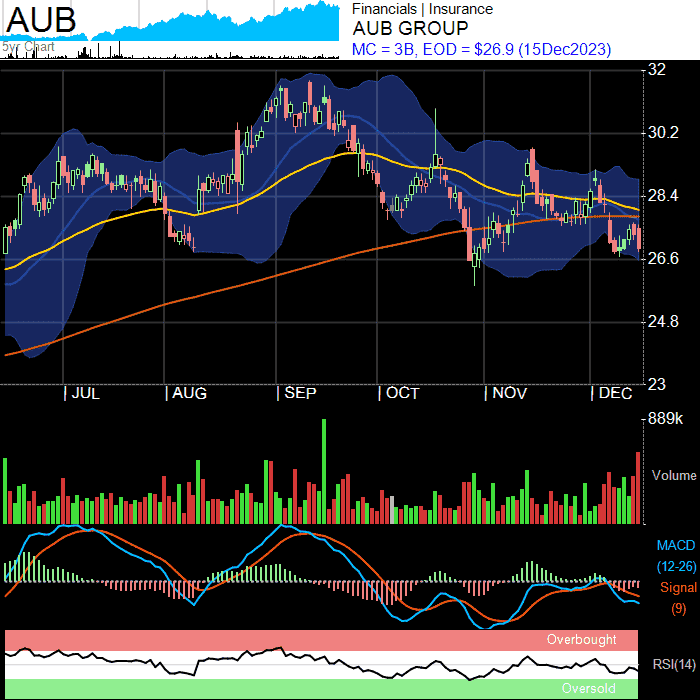 AUB
5yr Chart
Financials | Insurance
AUB GROUP
MC = 3B, EOD = $26.9 (15Dec2023)
32
30.2
28.4
26.6
24.8
23
| JUL | AUG | SEP | OCT | NOV | DEC
889k
Volume
MACD
(12-26)
Signal
(9)
Overbought
RSI(14)
Oversold